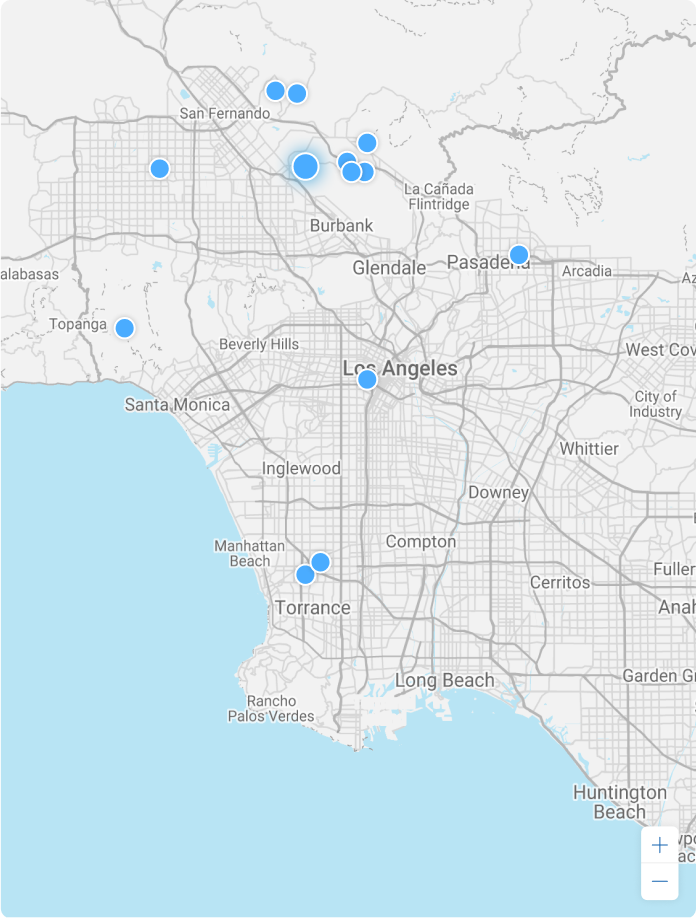 San Fernando
La Cañada
Flintridge
Burbank
Glendale
Pasadena
Arcadia
Az
alabasas
Topanga
Beverly Hills
Los Angeles
West Cov
Santa Monica
City of
Industry
Whittier
Inglewood
Downey
Manhattan
Beach
Compton
Cerritos
Fuller
Torrance
Anah
Long Beach
Garden Gr
Rancho
Palos Verdes
Huntington
Beach
+
−